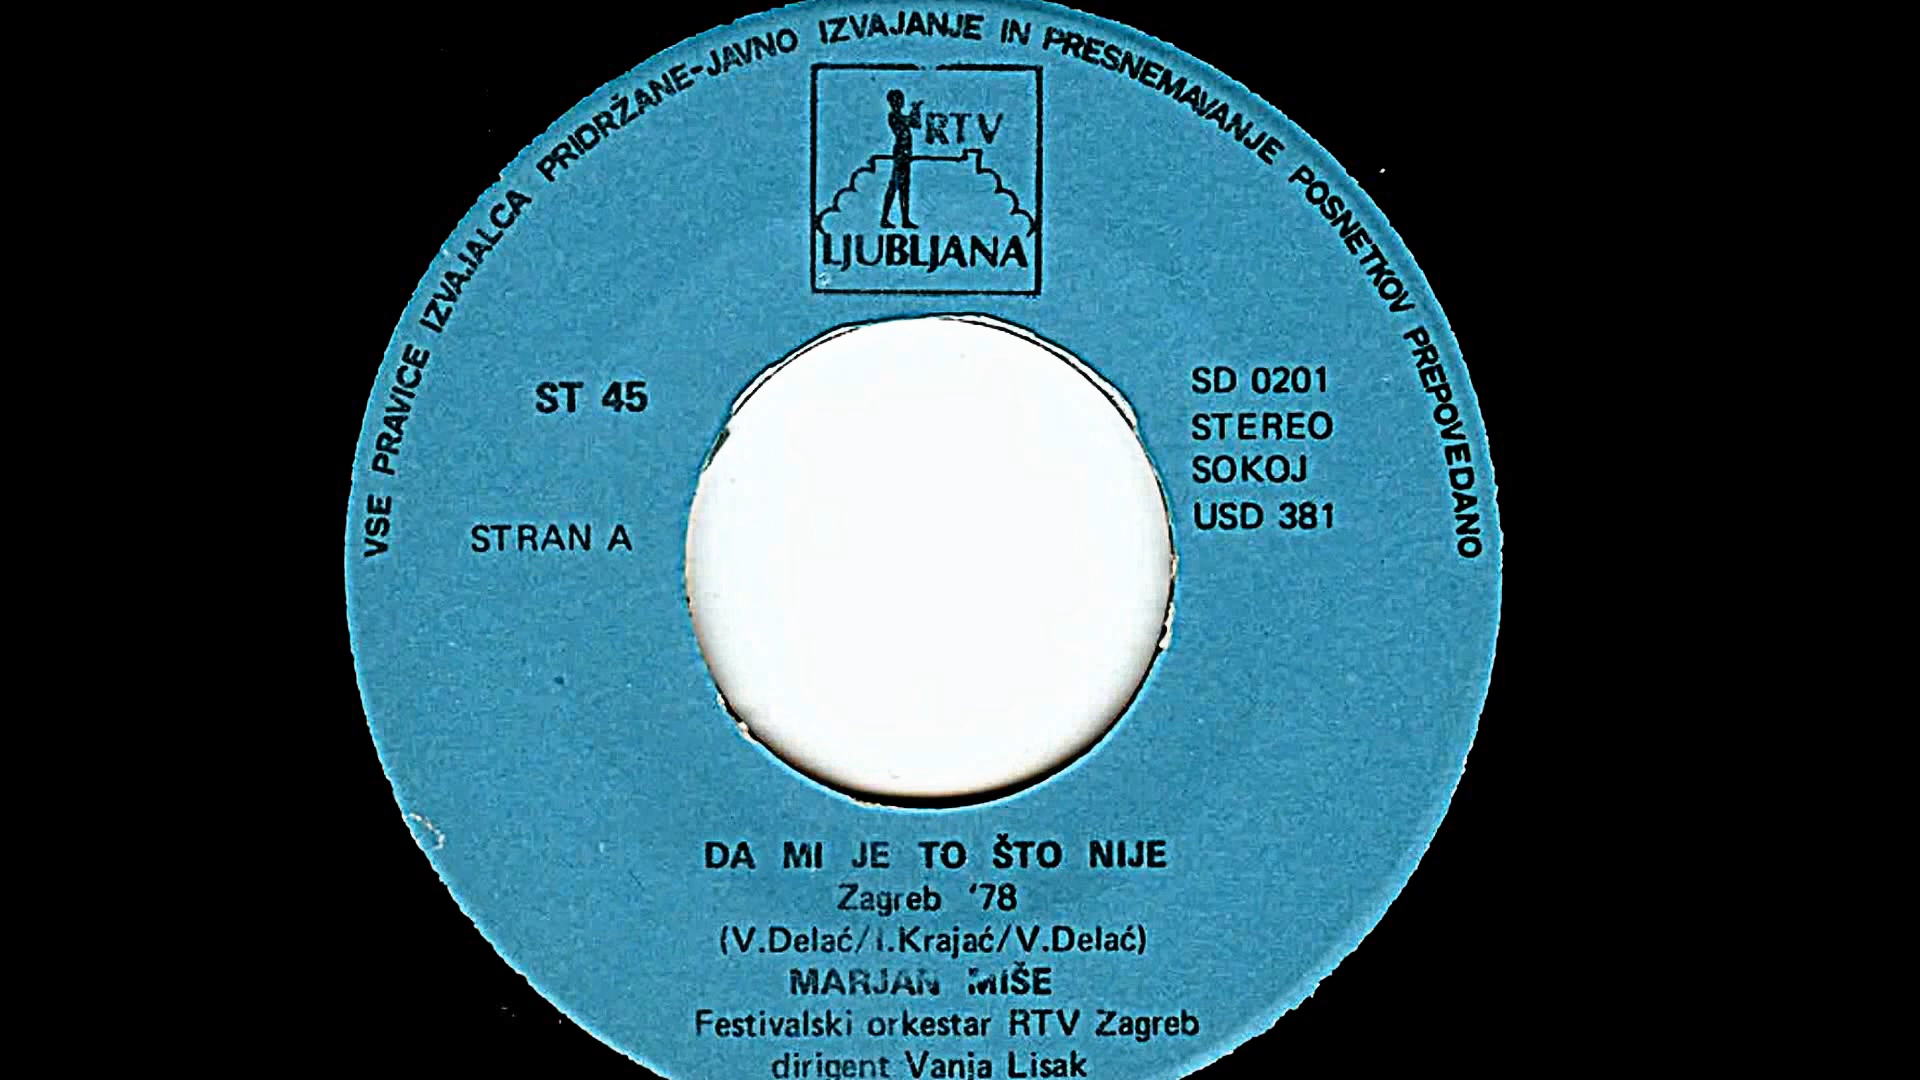 VSE PRAVICE IZVAJALCA PRIDRŽANE-JAVNO IZVAJANJE IN PRESNEMAVANJE POSNETKOV PREPOVEDANO
RTV
LJUBLJANA
ST 45
STRAN A
SD 0201
STEREO
SOKOJ
USD 381
DA MI JE TO ŠTO NIJE
Zagreb '78
(V.Delać/I.Krajać/V.Delać)
MARJAN MIŠE
Festivalski orkestar RTV Zagreb
dirigent Vanja Lisak